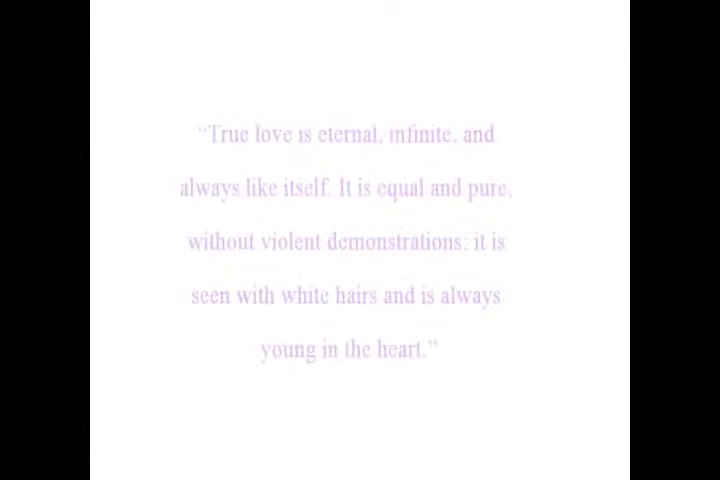 “True love is eternal, infinite, and
always like itself. It is equal and pure,
without violent demonstrations: it is
seen with white hairs and is always
young in the heart.”